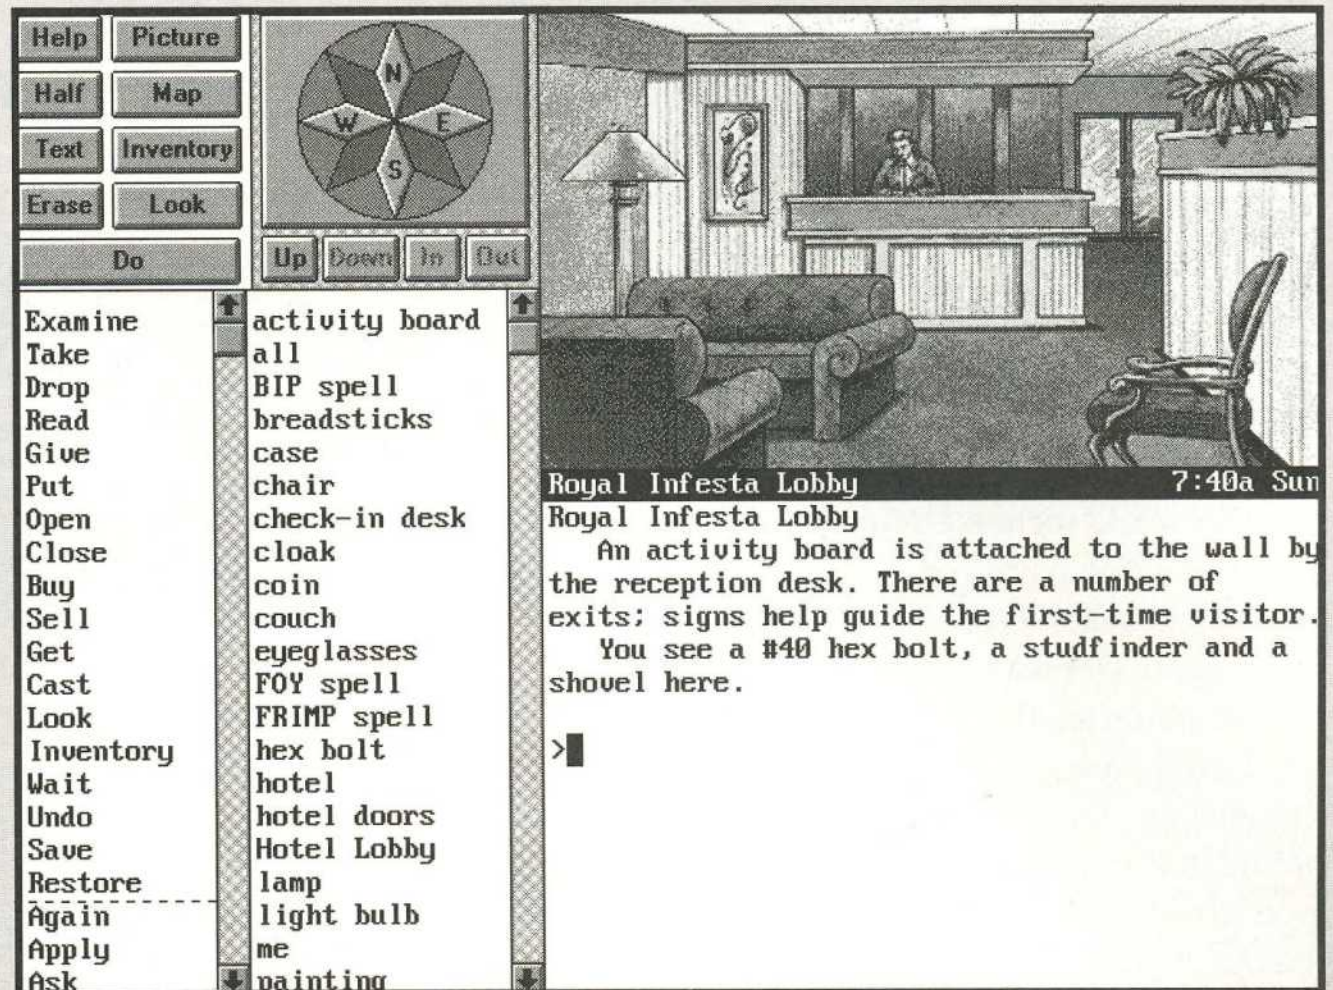 Help Picture
Half Map
Text Inventory
Erase Look
Do
N
W E
S
Up Down In Out
Examine
Take
Drop
Read
Give
Put
Open
Close
Buy
Sell
Get
Cast
Look
Inventory
Wait
Undo
Save
Restore
Again
Apply
Ask
activity board
all
BIP spell
breadsticks
case
chair
check-in desk
cloak
coin
couch
eyeglasses
FOY spell
FRIMP spell
hex bolt
hotel
hotel doors
Hotel Lobby
lamp
light bulb
me
painting
Royal Infesta Lobby 7:40a Sun
Royal Infesta Lobby
An activity board is attached to the wall by
the reception desk. There are a number of
exits; signs help guide the first-time visitor.
You see a #40 hex bolt, a studfinder and a
shovel here.
>